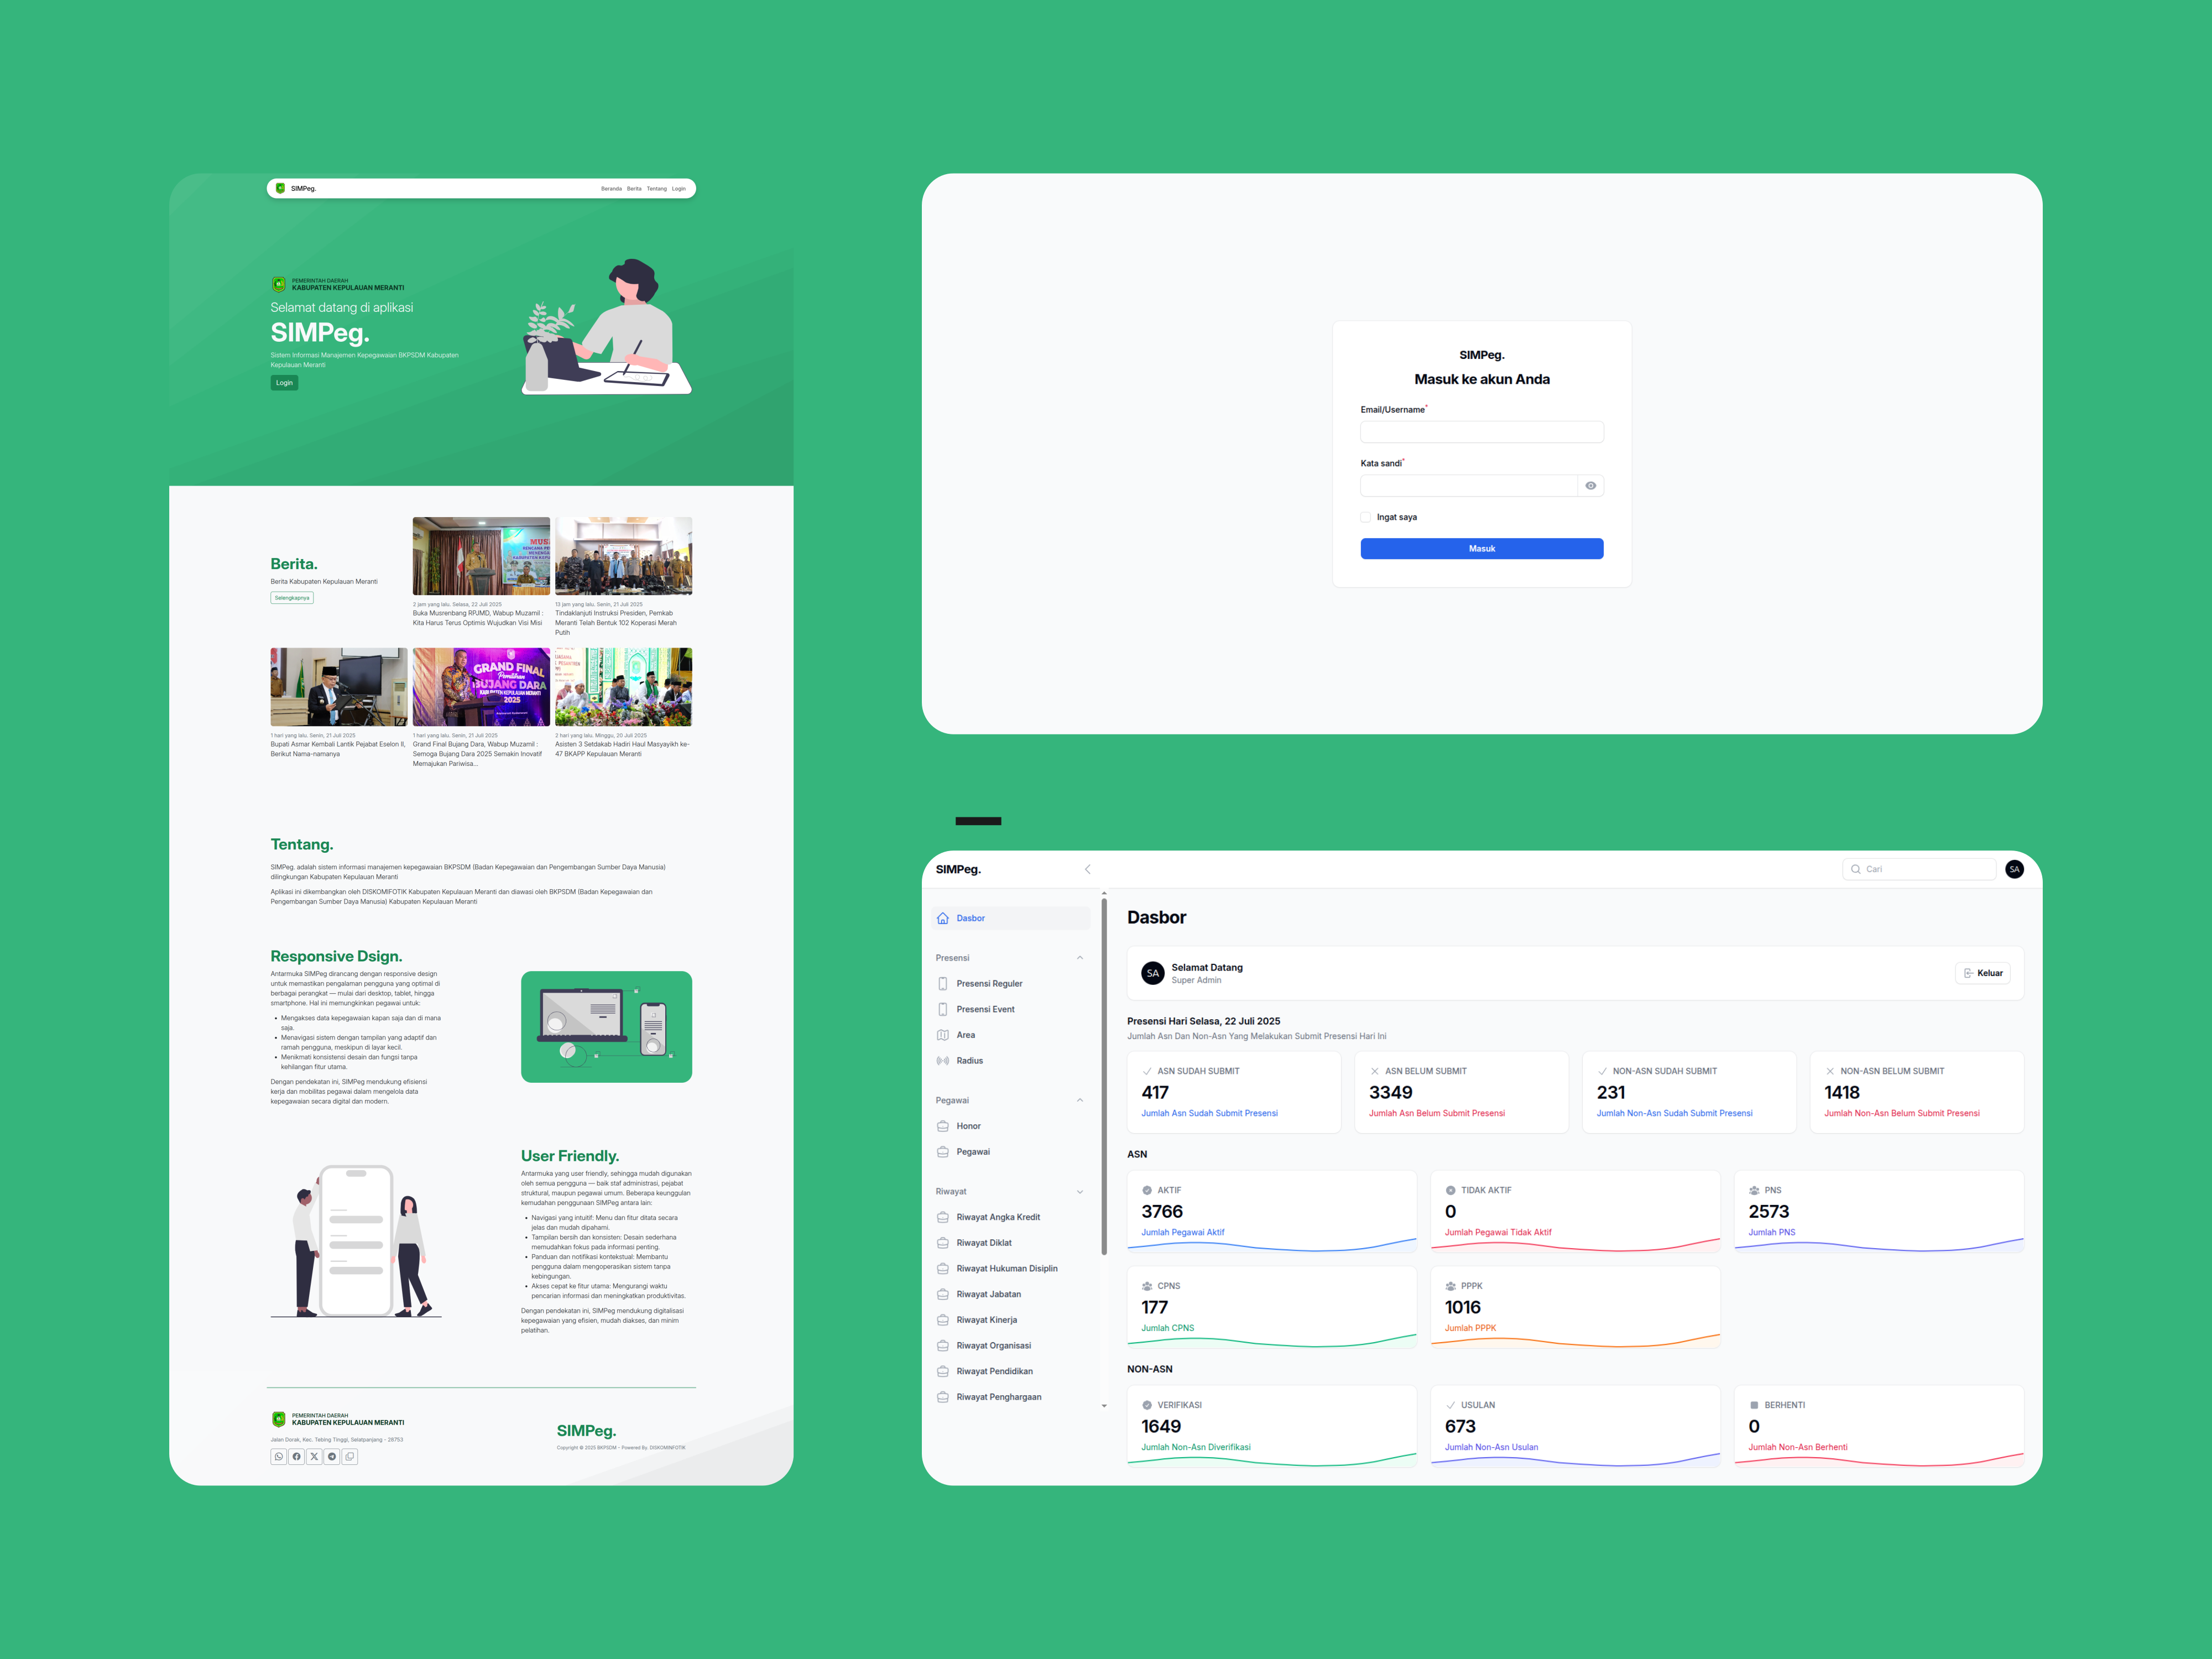 SIMPeg.
Beranda Berita Tentang Login
PEMERINTAH DAERAH
KABUPATEN KEPULAUAN MERANTI
Selamat datang di aplikasi
SIMPeg.
Sistem Informasi Manajemen Kepegawaian BKPSDM Kabupaten
Kepulauan Meranti
Login
Berita.
Berita Kabupaten Kepulauan Meranti
Selengkapnya
2 jam yang lalu. Selasa, 22 Juli 2025
Buka Musrenbang RPJMD, Wabup Muzamil :
Kita Harus Terus Optimis Wujudkan Visi Misi
13 jam yang lalu. Senin, 21 Juli 2025
Tindaklanjuti Instruksi Presiden, Pemkab
Meranti Telah Bentuk 102 Koperasi Merah
Putih
1 hari yang lalu. Senin, 21 Juli 2025
Bupati Asmar Kembali Lantik Pejabat Eselon II,
Berikut Nama-namanya
GRAND FINAL
Pemilihan
BUJANG DARA
KABUPATEN KEPULAUAN MERANTI
2025
1 hari yang lalu. Senin, 21 Juli 2025
Grand Final Bujang Dara, Wabup Muzamil :
Semoga Bujang Dara 2025 Semakin Inovatif
Memajukan Pariwisa...
2 hari yang lalu. Minggu, 20 Juli 2025
Asisten 3 Setdakab Hadiri Haul Masyayikh ke-
47 BKAPP Kepulauan Meranti
Tentang.
SIMPeg. adalah sistem informasi manajemen kepegawaian BKPSDM (Badan Kepegawaian dan Pengembangan Sumber Daya Manusia)
dilingkungan Kabupaten Kepulauan Meranti
Aplikasi ini dikembangkan oleh DISKOMIFOTIK Kabupaten Kepulauan Meranti dan diawasi oleh BKPSDM (Badan Kepegawaian dan
Pengembangan Sumber Daya Manusia) Kabupaten Kepulauan Meranti
Responsive Dsign.
Antarmuka SIMPeg dirancang dengan responsive design
untuk memastikan pengalaman pengguna yang optimal di
berbagai perangkat — mulai dari desktop, tablet, hingga
smartphone. Hal ini memungkinkan pegawai untuk:
• Mengakses data kepegawaian kapan saja dan di mana
saja.
• Menavigasi sistem dengan tampilan yang adaptif dan
ramah pengguna, meskipun di layar kecil.
• Menikmati konsistensi desain dan fungsi tanpa
kehilangan fitur utama.
Dengan pendekatan ini, SIMPeg mendukung efisiensi
kerja dan mobilitas pegawai dalam mengelola data
kepegawaian secara digital dan modern.
User Friendly.
Antarmuka yang user friendly, sehingga mudah digunakan
oleh semua pengguna — baik staf administrasi, pejabat
struktural, maupun pegawai umum. Beberapa keunggulan
kemudahan penggunaan SIMPeg antara lain:
• Navigasi yang intuitif: Menu dan fitur ditata secara
jelas dan mudah dipahami.
• Tampilan bersih dan konsisten: Desain sederhana
memudahkan fokus pada informasi penting.
• Panduan dan notifikasi kontekstual: Membantu
pengguna dalam mengoperasikan sistem tanpa
kebingungan.
• Akses cepat ke fitur utama: Mengurangi waktu
pencarian informasi dan meningkatkan produktivitas.
Dengan pendekatan ini, SIMPeg mendukung digitalisasi
kepegawaian yang efisien, mudah diakses, dan minim
pelatihan.
PEMERINTAH DAERAH
KABUPATEN KEPULAUAN MERANTI
Jalan Dorak, Kec. Tebing Tinggi, Selatpanjang - 28753
SIMPeg.
Copyright © 2025 BKPSDM - Powered By. DISKOMINFOTIK
SIMPeg.
Masuk ke akun Anda
Email/Username*
Kata sandi*
Ingat saya
Masuk
SIMPeg.
Cari
SA
Dasbor
Presensi
Presensi Reguler
Presensi Event
Area
Radius
Pegawai
Honor
Pegawai
Riwayat
Riwayat Angka Kredit
Riwayat Diklat
Riwayat Hukuman Disiplin
Riwayat Jabatan
Riwayat Kinerja
Riwayat Organisasi
Riwayat Pendidikan
Riwayat Penghargaan
Dasbor
SA
Selamat Datang
Super Admin
Keluar
Presensi Hari Selasa, 22 Juli 2025
Jumlah Asn Dan Non-Asn Yang Melakukan Submit Presensi Hari Ini
ASN SUDAH SUBMIT
417
Jumlah Asn Sudah Submit Presensi
ASN BELUM SUBMIT
3349
Jumlah Asn Belum Submit Presensi
NON-ASN SUDAH SUBMIT
231
Jumlah Non-Asn Sudah Submit Presensi
NON-ASN BELUM SUBMIT
1418
Jumlah Non-Asn Belum Submit Presensi
ASN
AKTIF
3766
Jumlah Pegawai Aktif
TIDAK AKTIF
0
Jumlah Pegawai Tidak Aktif
PNS
2573
Jumlah PNS
CPNS
177
Jumlah CPNS
PPPK
1016
Jumlah PPPK
NON-ASN
VERIFIKASI
1649
Jumlah Non-Asn Diverifikasi
USULAN
673
Jumlah Non-Asn Usulan
BERHENTI
0
Jumlah Non-Asn Berhenti